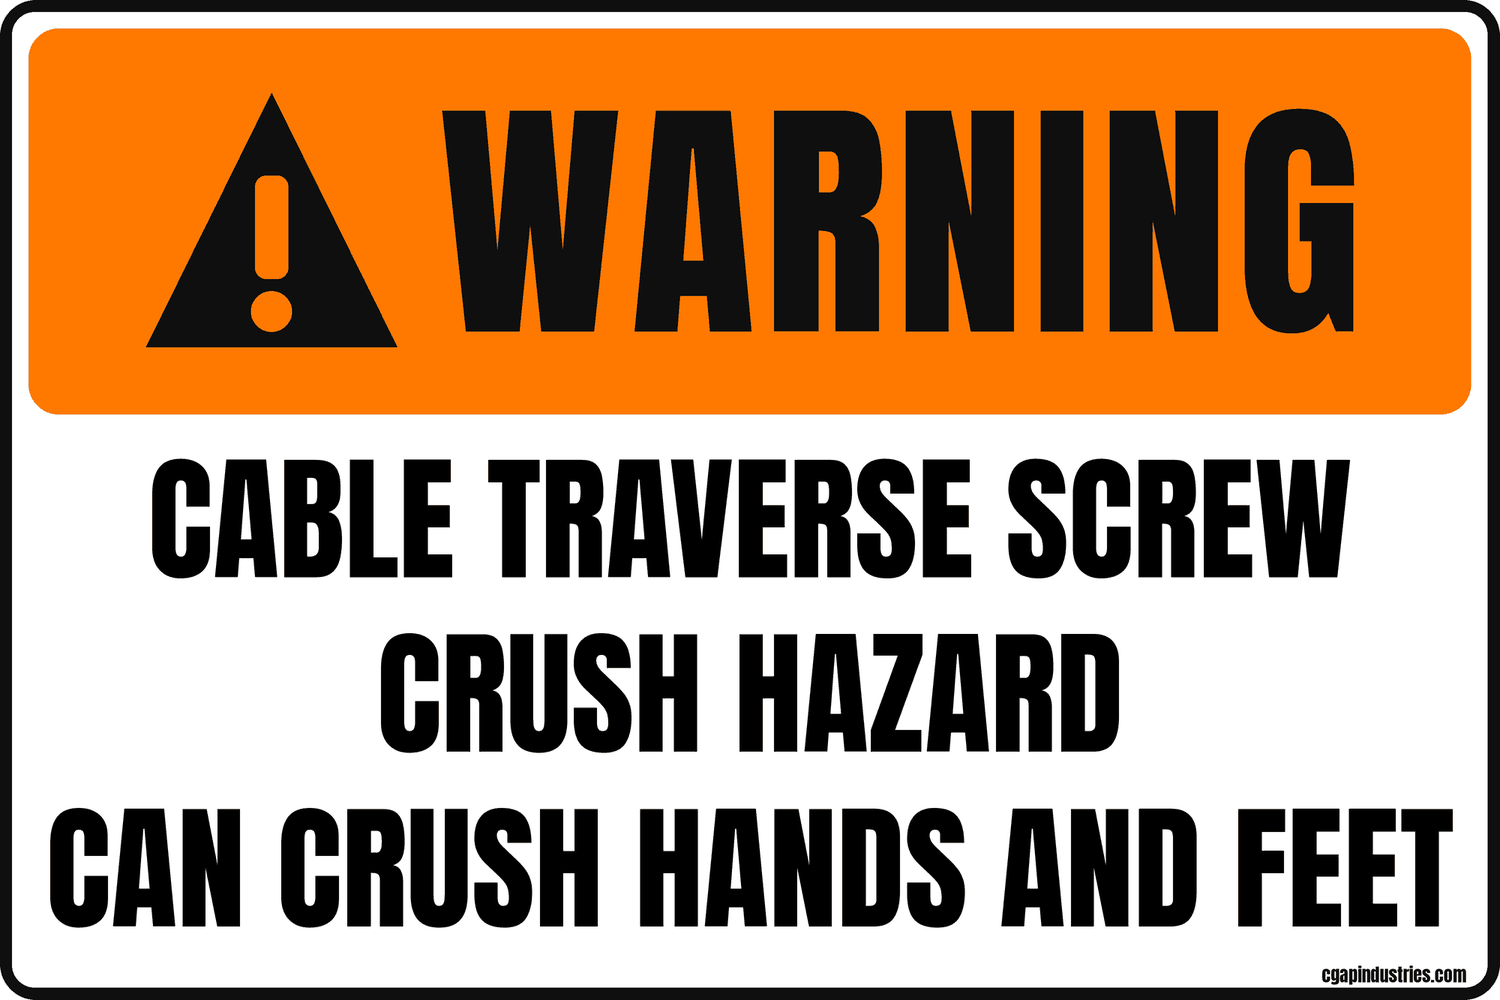 WARNING
CABLE TRAVERSE SCREW
CRUSH HAZARD
CAN CRUSH HANDS AND FEET
cgapindustries.com